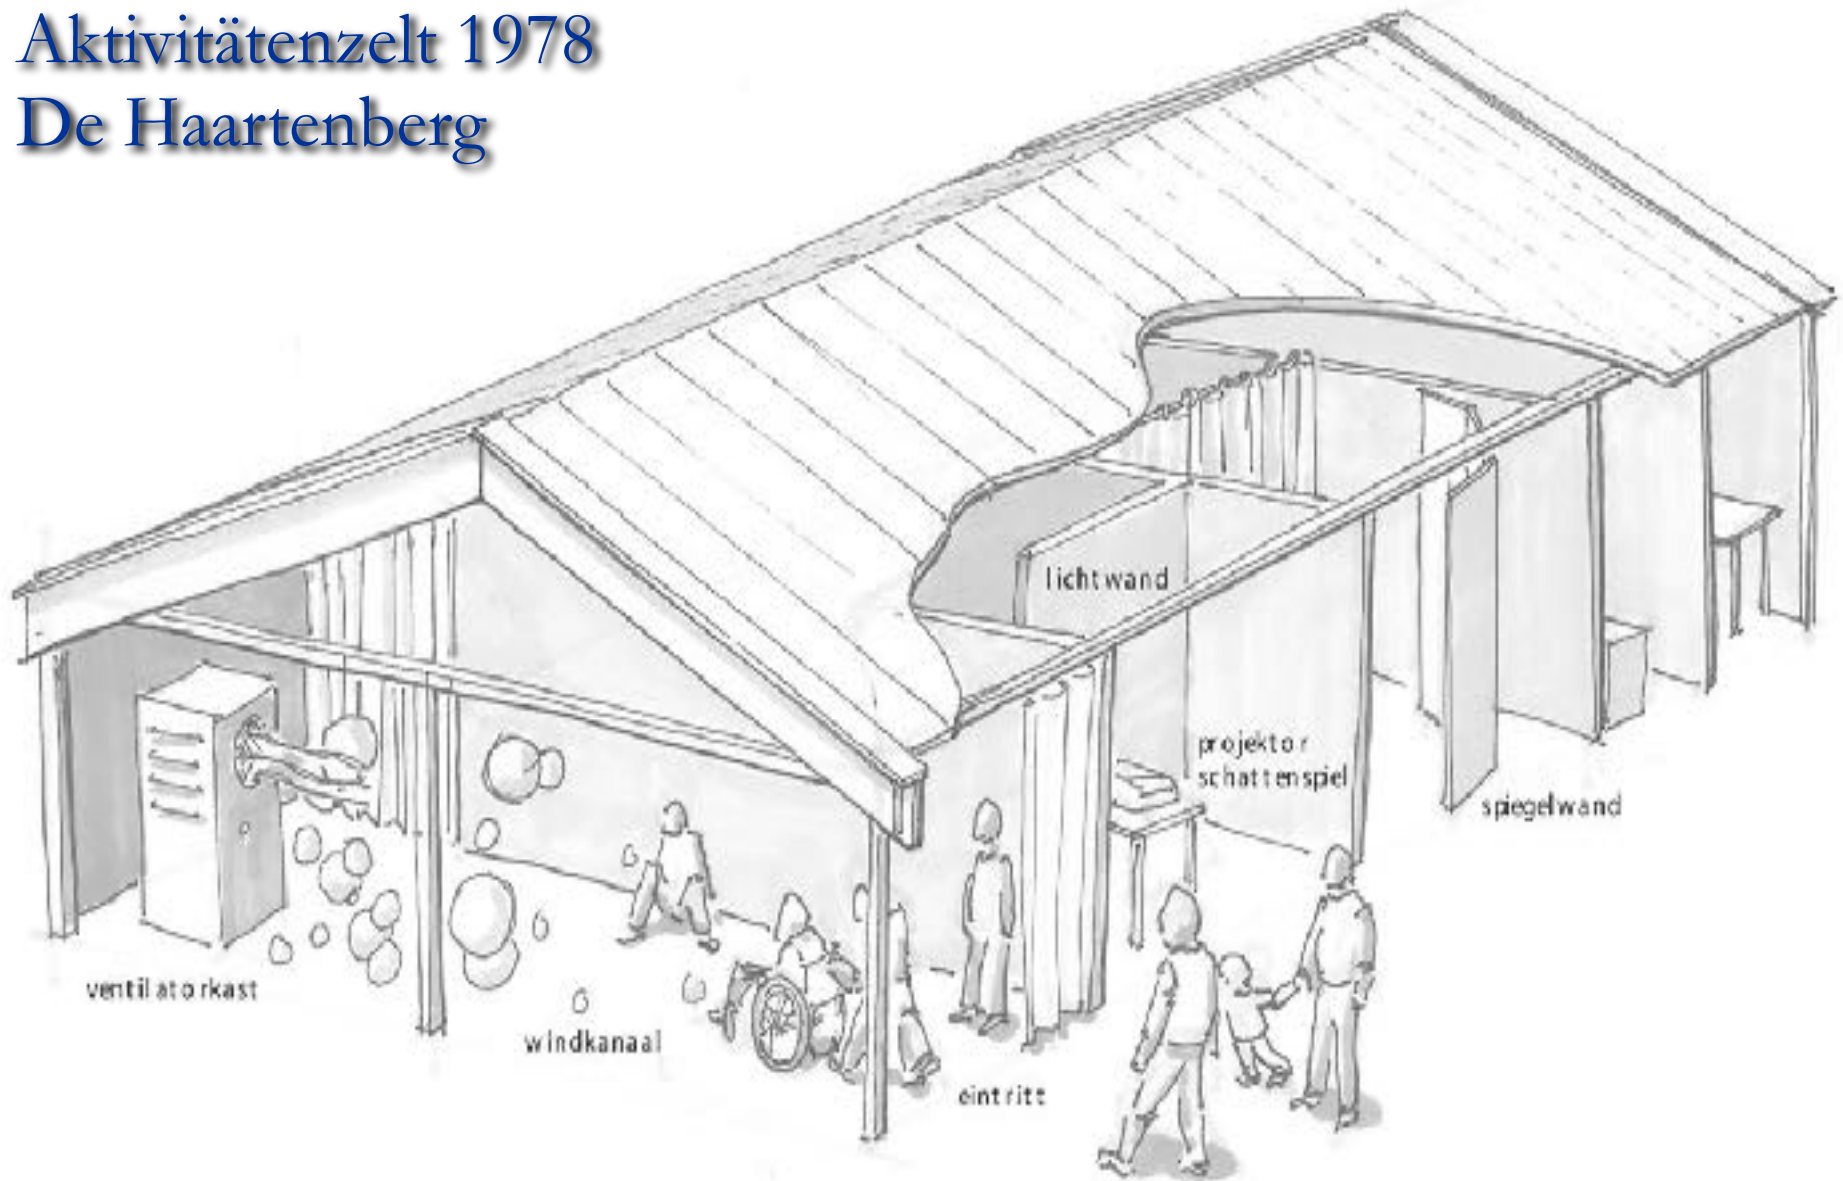 Aktivitätenzelt 1978
De Haartenberg
lichtwand
projektor
schattenspiel
spiegelwand
ventilatorkast
windkanaal
eintritt